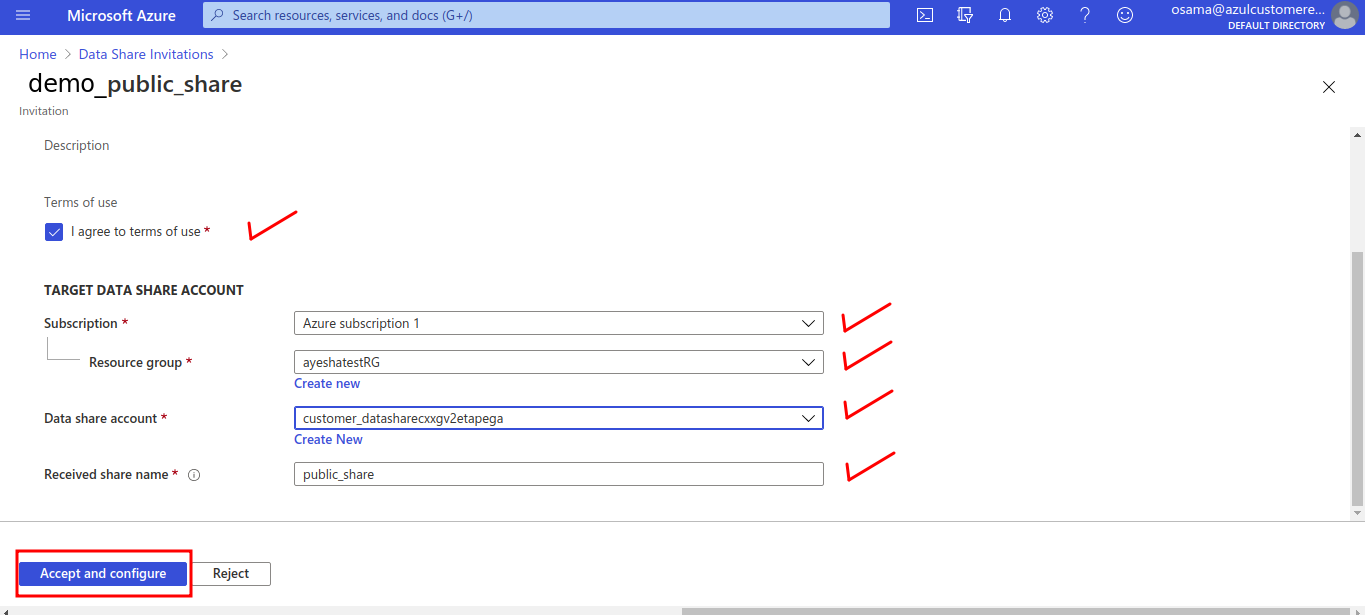 Microsoft Azure
Search resources, services, and docs (G+/)
osama@azulcustomere...
DEFAULT DIRECTORY
Home > Data Share Invitations >
demo_public_share
Invitation
Description
Terms of use
I agree to terms of use *
TARGET DATA SHARE ACCOUNT
Subscription *
Azure subscription 1
Resource group *
ayeshatestRG
Create new
Data share account *
customer_datasharecxxgv2etapega
Create New
Received share name *
public_share
Accept and configure
Reject